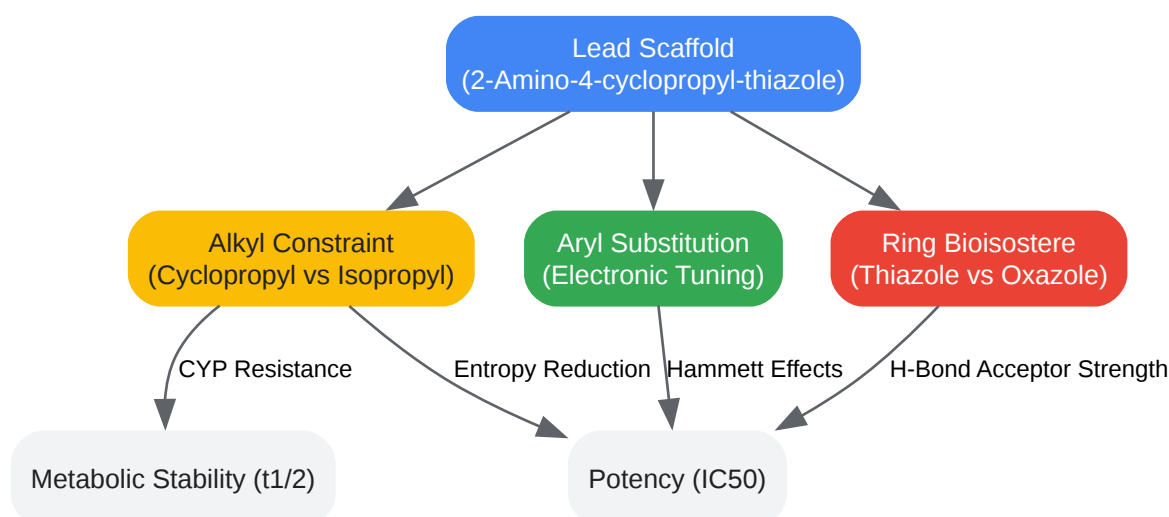 Lead Scaffold
(2-Amino-4-cyclopropyl-thiazole)
Alkyl Constraint
(Cyclopropyl vs Isopropyl)
Aryl Substitution
(Electronic Tuning)
Ring Bioisostere
(Thiazole vs Oxazole)
CYP Resistance
Entropy Reduction
Hammett Effects
H-Bond Acceptor Strength
Metabolic Stability (t1/2)
Potency (IC50)